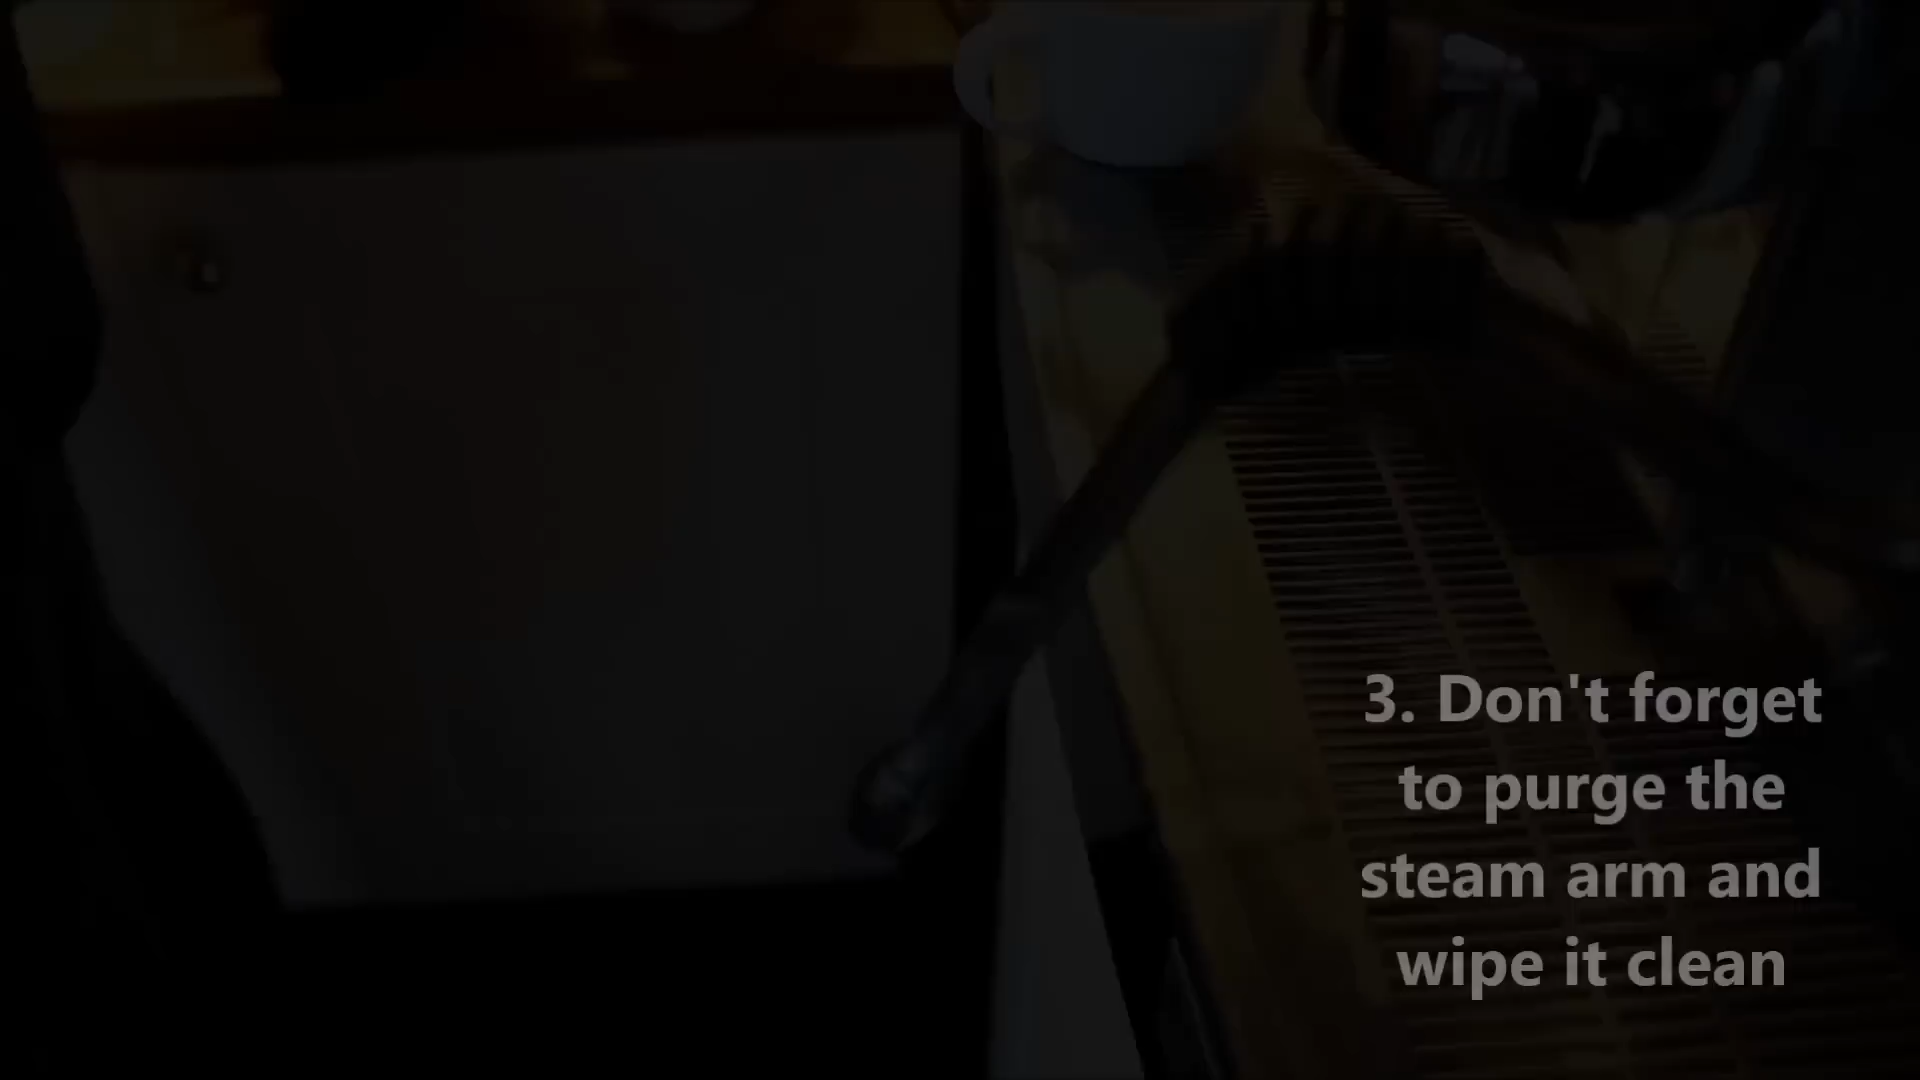 3. Don't forget
to purge the
steam arm and
wipe it clean